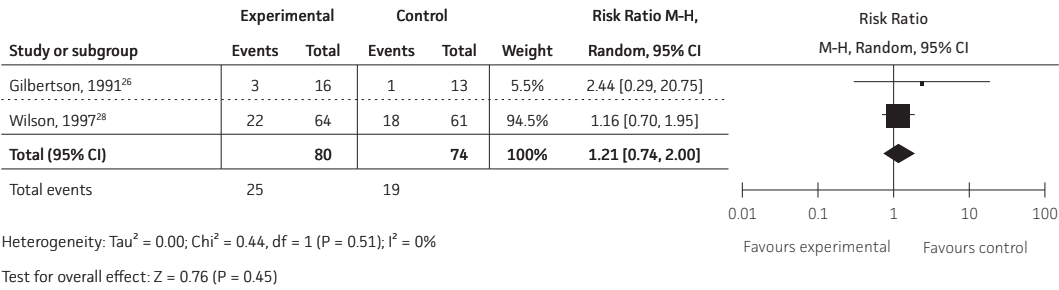 Experimental Control Risk Ratio M-H, Risk Ratio
Study or subgroup Events Total Events Total Weight Random, 95% CI M-H, Random, 95% CI
Gilbertson, 1991²⁶ 3 16 1 13 5.5% 2.44 [0.29, 20.75]
Wilson, 1997²⁸ 22 64 18 61 94.5% 1.16 [0.70, 1.95]
Total (95% CI) 80 74 100% 1.21 [0.74, 2.00]
Total events 25 19
0.01 0.1 1 10 100
Favours experimental Favours control
Heterogeneity: Tau² = 0.00; Chi² = 0.44, df = 1 (P = 0.51); I² = 0%
Test for overall effect: Z = 0.76 (P = 0.45)